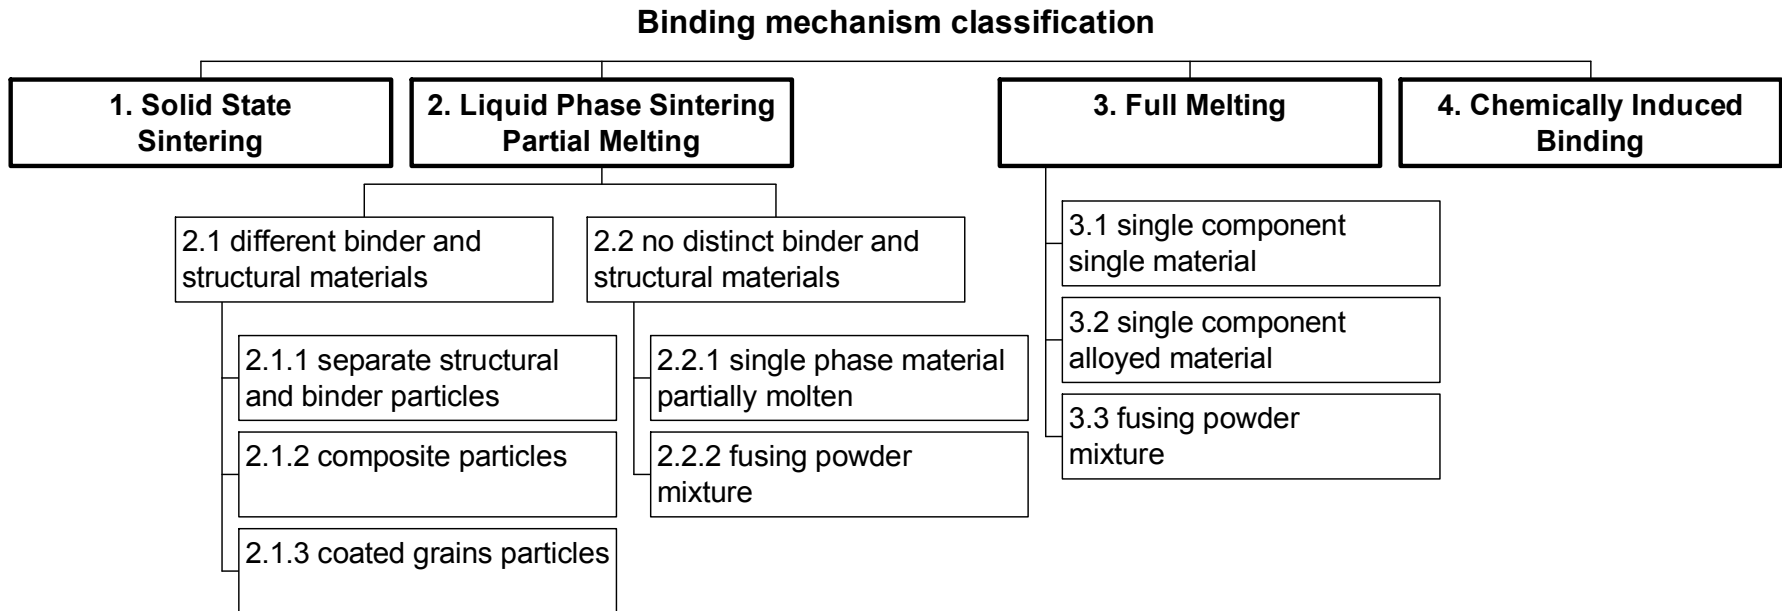 Binding mechanism classification
1. Solid State
Sintering
2. Liquid Phase Sintering
Partial Melting
3. Full Melting
4. Chemically Induced
Binding
2.1 different binder and
structural materials
2.1.1 separate structural
and binder particles
2.1.2 composite particles
2.1.3 coated grains particles
2.2 no distinct binder and
structural materials
2.2.1 single phase material
partially molten
2.2.2 fusing powder
mixture
3.1 single component
single material
3.2 single component
alloyed material
3.3 fusing powder
mixture